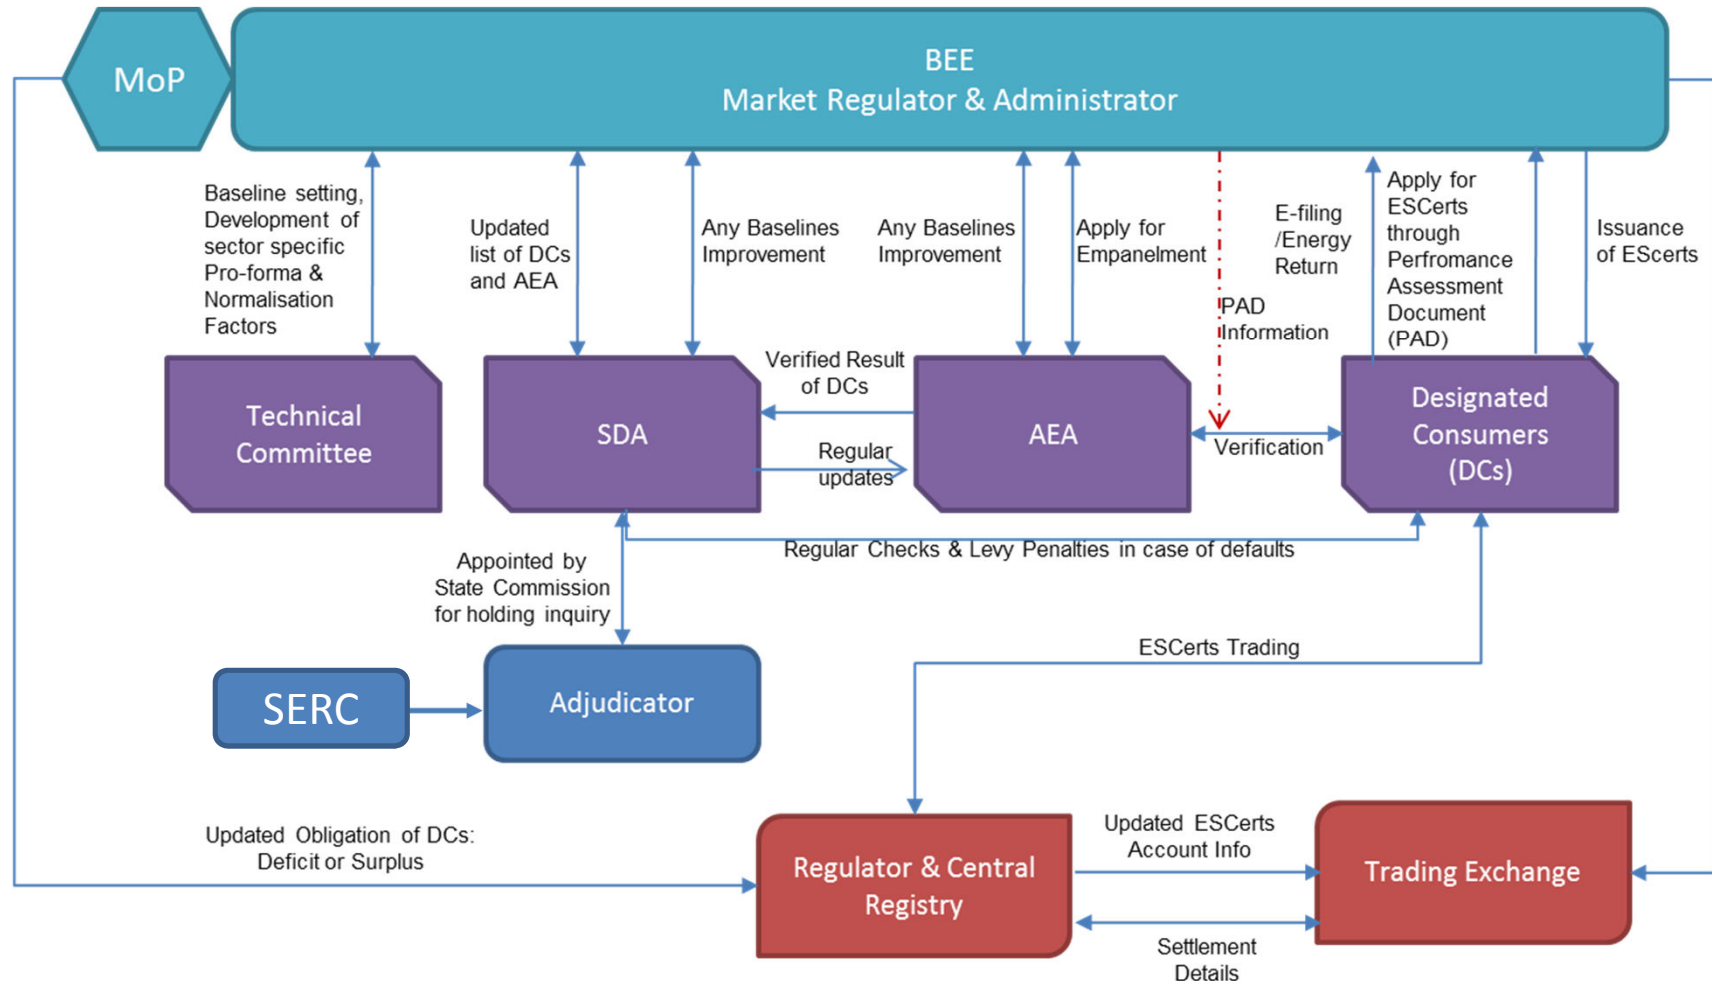 MoP
BEE
Market Regulator & Administrator
Baseline setting,
Development of
sector specific
Pro-forma &
Normalisation
Factors
Updated
list of DCs
and AEA
Any Baselines
Improvement
Any Baselines
Improvement
Apply for
Empanelment
PAD
Information
E-filing
/Energy
Return
Apply for
ESCerts
through
Perfromance
Assessment
Document
(PAD)
Issuance
of EScerts
Technical
Committee
SDA
Verified Result
of DCs
Regular
updates
AEA
Verification
Designated
Consumers
(DCs)
Regular Checks & Levy Penalties in case of defaults
Appointed by
State Commission
for holding inquiry
ESCerts Trading
SERC
Adjudicator
Updated Obligation of DCs:
Deficit or Surplus
Regulator & Central
Registry
Updated ESCerts
Account Info
Trading Exchange
Settlement
Details